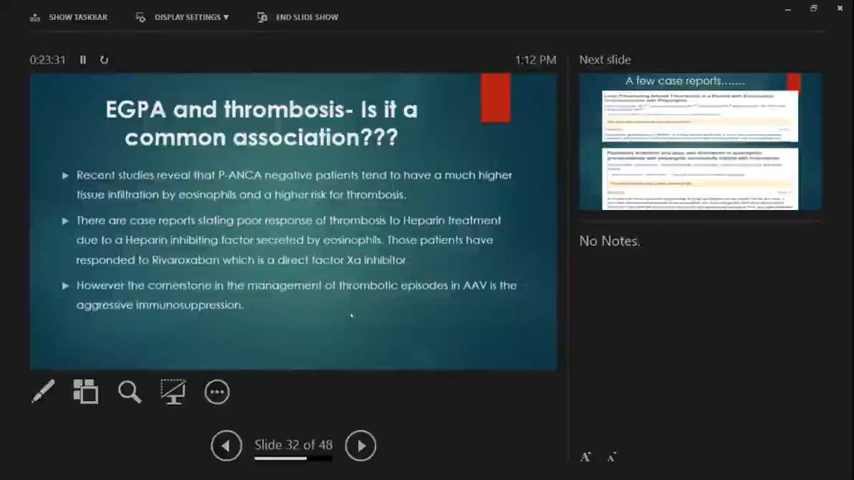 SHOW TASKBAR
DISPLAY SETTINGS ▼
END SLIDE SHOW
0:23:31
1:12 PM
EGPA and thrombosis- Is it a
common association???
Recent studies reveal that P-ANCA negative patients tend to have a much higher
tissue infiltration by eosinophils and a higher risk for thrombosis.
There are case reports stating poor response of thrombosis to Heparin treatment
due to a Heparin inhibiting factor secreted by eosinophils. Those patients have
responded to Rivaroxaban which is a direct factor Xa inhibitor
However the cornerstone in the management of thrombotic episodes in AAV is the
aggressive immunosuppression.
Slide 32 of 48
Next slide
A few case reports.......
No Notes.
A A